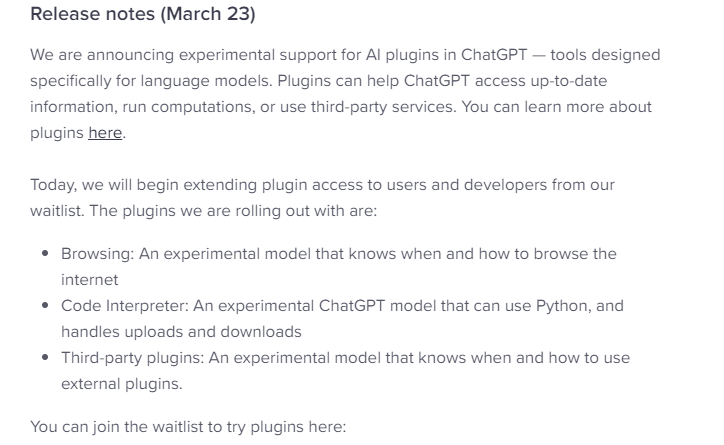 Release notes (March 23)
We are announcing experimental support for AI plugins in ChatGPT — tools designed
specifically for language models. Plugins can help ChatGPT access up-to-date
information, run computations, or use third-party services. You can learn more about
plugins here.
Today, we will begin extending plugin access to users and developers from our
waitlist. The plugins we are rolling out with are:
• Browsing: An experimental model that knows when and how to browse the
internet
• Code Interpreter: An experimental ChatGPT model that can use Python, and
handles uploads and downloads
• Third-party plugins: An experimental model that knows when and how to use
external plugins.
You can join the waitlist to try plugins here: